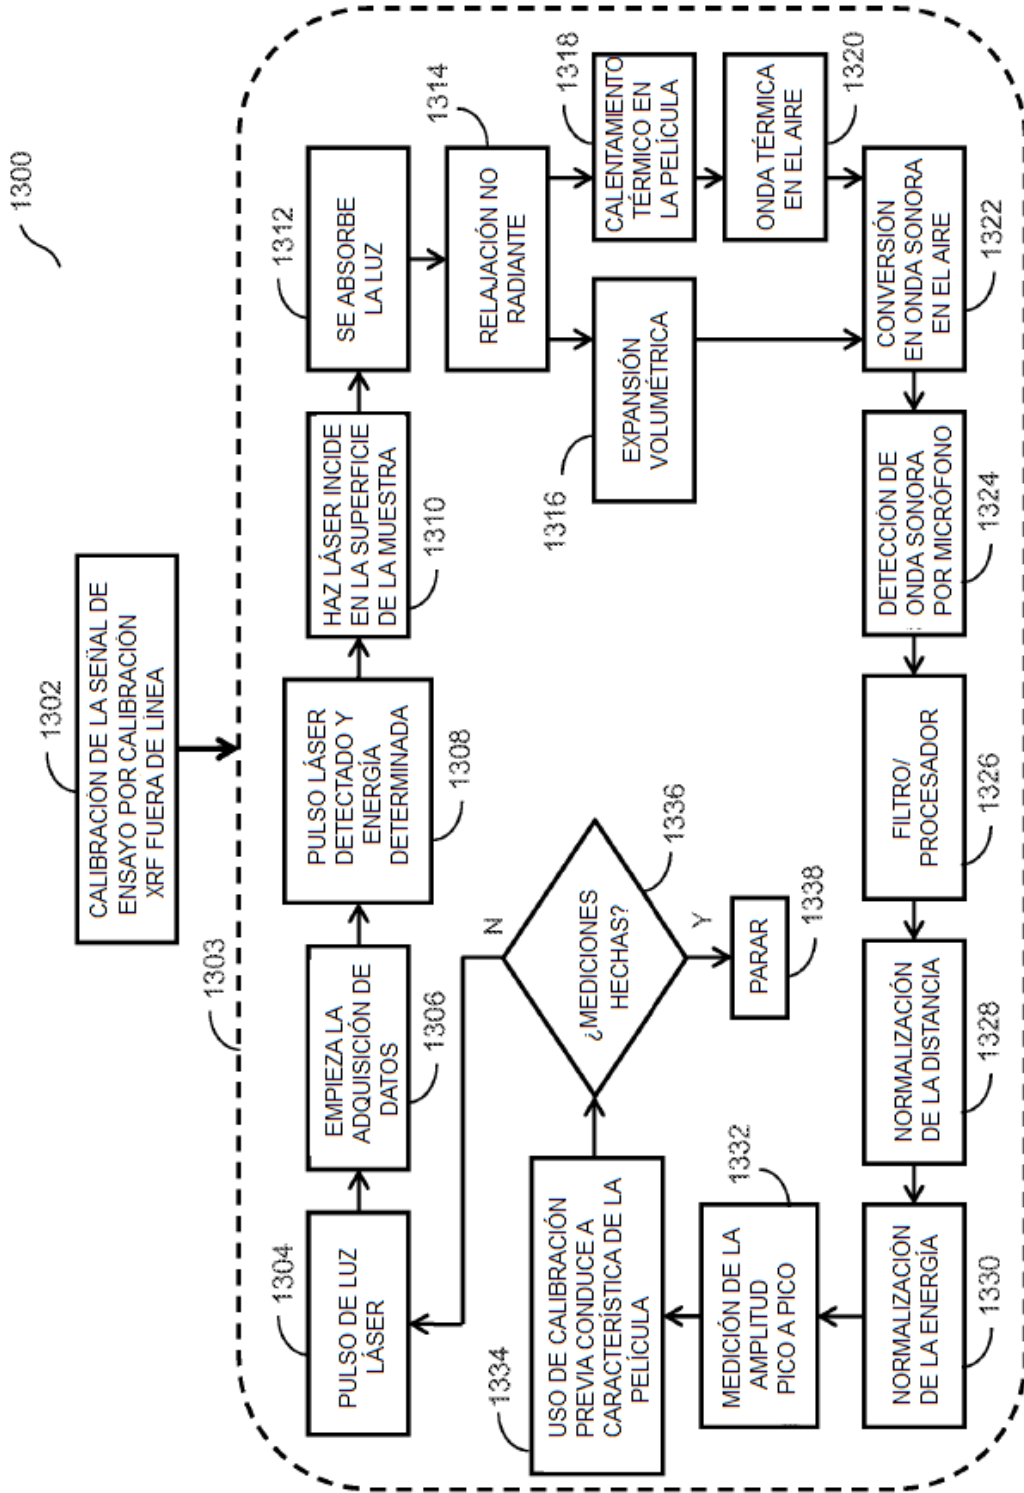 1300
1302
CALIBRACIÓN DE LA SEÑAL DE
ENSAYO POR CALIBRACIÓN
XRF FUERA DE LÍNEA
1303
1304
PULSO DE LUZ
LÁSER
EMPIEZA LA
ADQUISICIÓN DE
DATOS
1306
PULSO LÁSER
DETECTADO Y
ENERGÍA
DETERMINADA
1308
HAZ LÁSER INCIDE
EN LA SUPERFICIE
DE LA MUESTRA
1310
1312
SE ABSORBE
LA LUZ
1314
RELAJACIÓN NO
RADIANTE
1316
EXPANSIÓN
VOLUMÉTRICA
1318
CALENTAMIENTO
TÉRMICO EN
LA PELÍCULA
1320
ONDA TÉRMICA
EN EL AIRE
CONVERSIÓN
EN ONDA SONORA
EN EL AIRE
1322
DETECCIÓN DE
ONDA SONORA
POR MICRÓFONO
1324
FILTRO/
PROCESADOR
1326
NORMALIZACIÓN
DE LA DISTANCIA
1328
NORMALIZACIÓN
DE LA ENERGÍA
1330
1332
MEDICIÓN DE LA
AMPLITUD
PICO A PICO
1334
USO DE CALIBRACIÓN
PREVIA CONDUCE A
CARACTERÍSTICA DE LA
PELÍCULA
¿MEDICIONES
HECHAS?
1336
N
Y
PARAR
1338